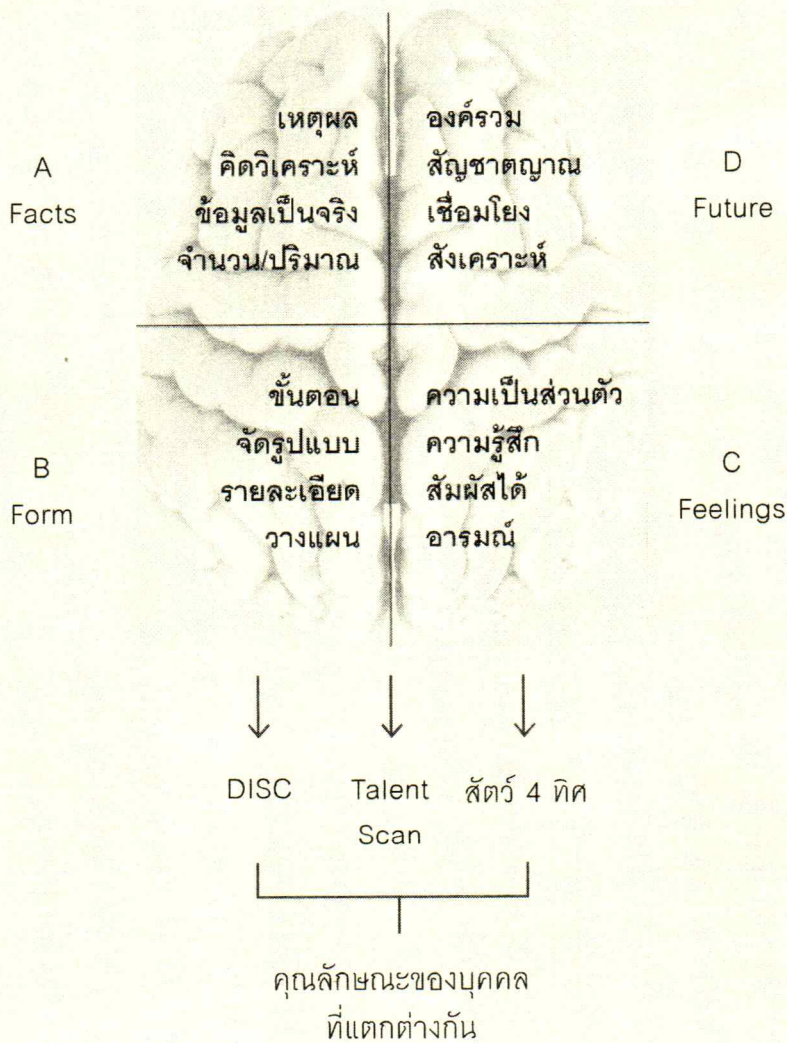 A
Facts
เหตุผล
คิดวิเคราะห์
ข้อมูลเป็นจริง
จำนวน/ปริมาณ
องค์รวม
สัญชาตญาณ
เชื่อมโยง
สังเคราะห์
D
Future
B
Form
ขั้นตอน
จัดรูปแบบ
รายละเอียด
วางแผน
ความเป็นส่วนตัว
ความรู้สึก
สัมผัสได้
อารมณ์
C
Feelings
DISC
Talent
Scan
สัตว์ 4 ทิศ
คุณลักษณะของบุคคล
ที่แตกต่างกัน